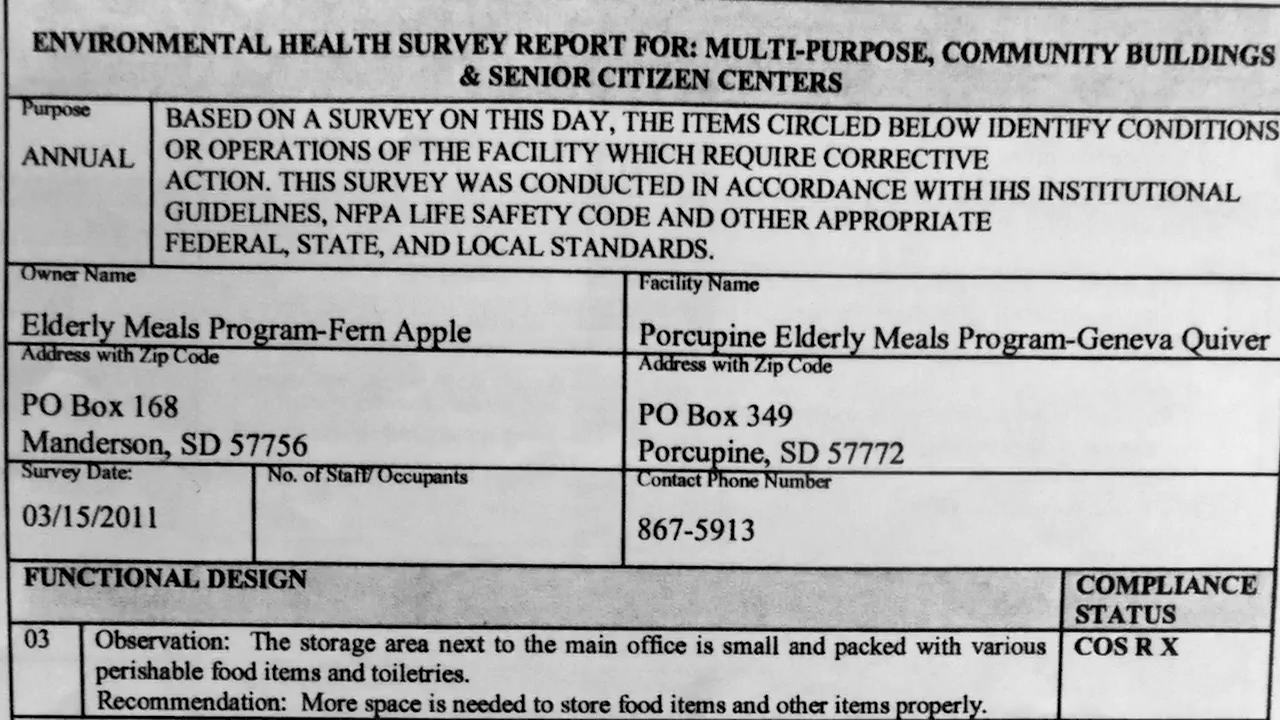 ENVIRONMENTAL HEALTH SURVEY REPORT FOR: MULTI-PURPOSE, COMMUNITY BUILDINGS
& SENIOR CITIZEN CENTERS
Purpose
ANNUAL
BASED ON A SURVEY ON THIS DAY, THE ITEMS CIRCLED BELOW IDENTIFY CONDITIONS
OR OPERATIONS OF THE FACILITY WHICH REQUIRE CORRECTIVE
ACTION. THIS SURVEY WAS CONDUCTED IN ACCORDANCE WITH IHS INSTITUTIONAL
GUIDELINES, NFPA LIFE SAFETY CODE AND OTHER APPROPRIATE
FEDERAL, STATE, AND LOCAL STANDARDS.
Owner Name
Elderly Meals Program-Fern Apple
Facility Name
Porcupine Elderly Meals Program-Geneva Quiver
Address with Zip Code
PO Box 168
Manderson, SD 57756
Address with Zip Code
PO Box 349
Porcupine, SD 57772
Survey Date:
03/15/2011
No. of Staff/ Occupants
Contact Phone Number
867-5913
FUNCTIONAL DESIGN
COMPLIANCE
STATUS
03
Observation: The storage area next to the main office is small and packed with various
perishable food items and toiletries.
Recommendation: More space is needed to store food items and other items properly.
COS R X